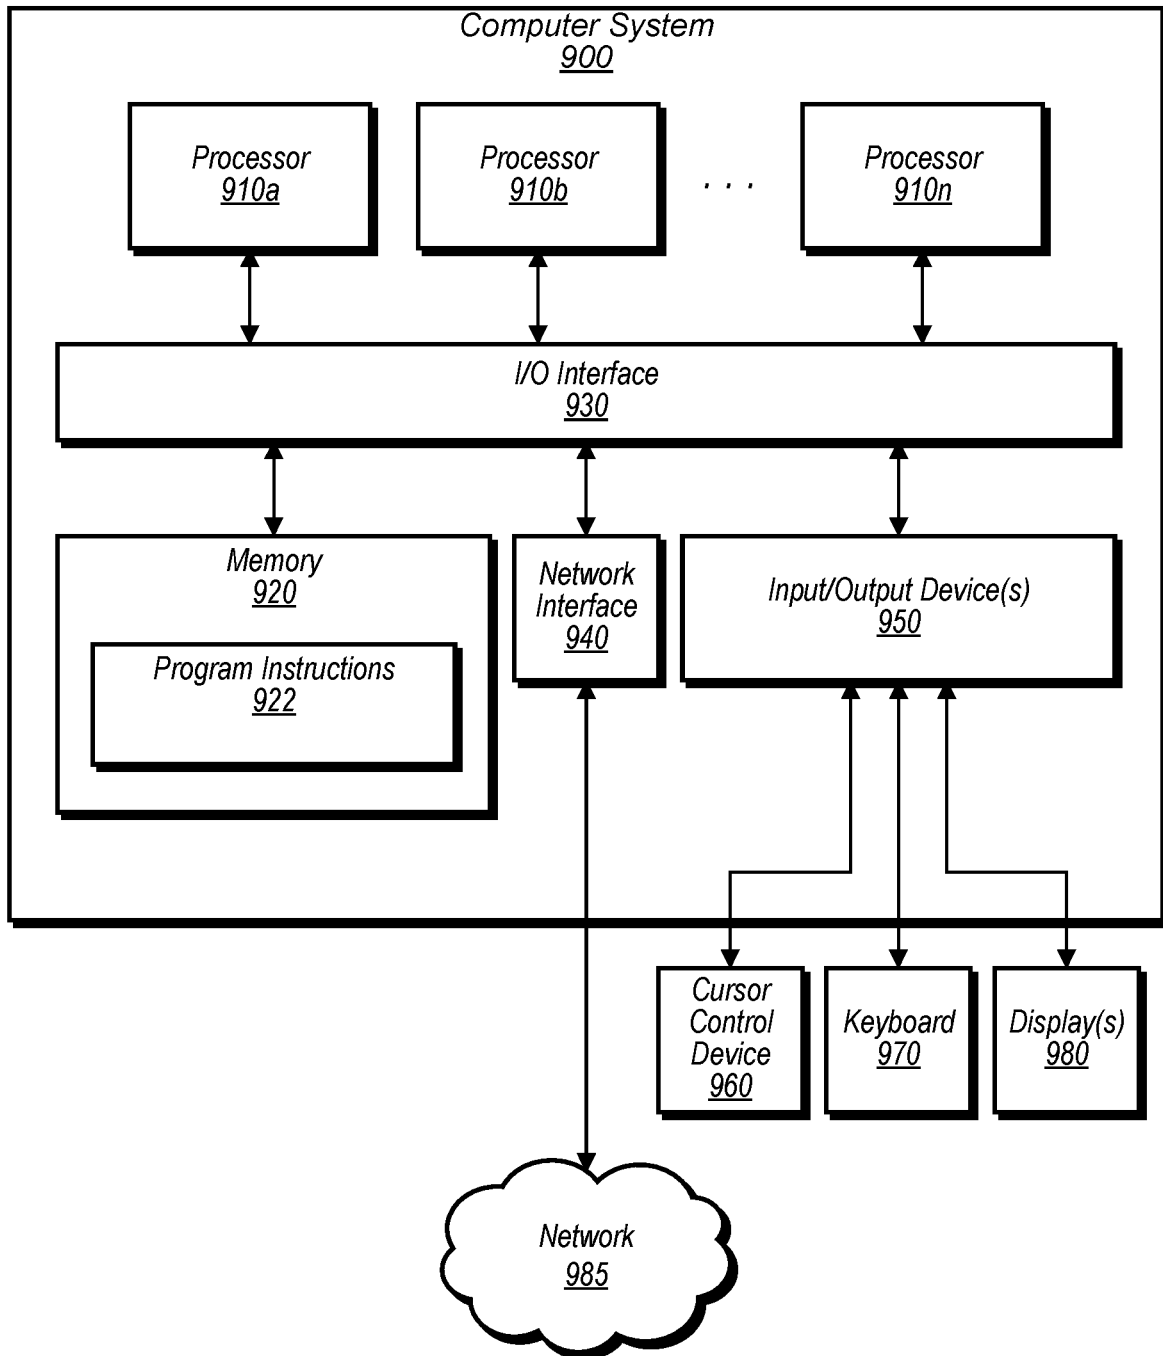 Computer System
900
Processor
910a
Processor
910b
. . .
Processor
910n
I/O Interface
930
Memory
920
Program Instructions
922
Network
Interface
940
Input/Output Device(s)
950
Cursor
Control
Device
960
Keyboard
970
Display(s)
980
Network
985